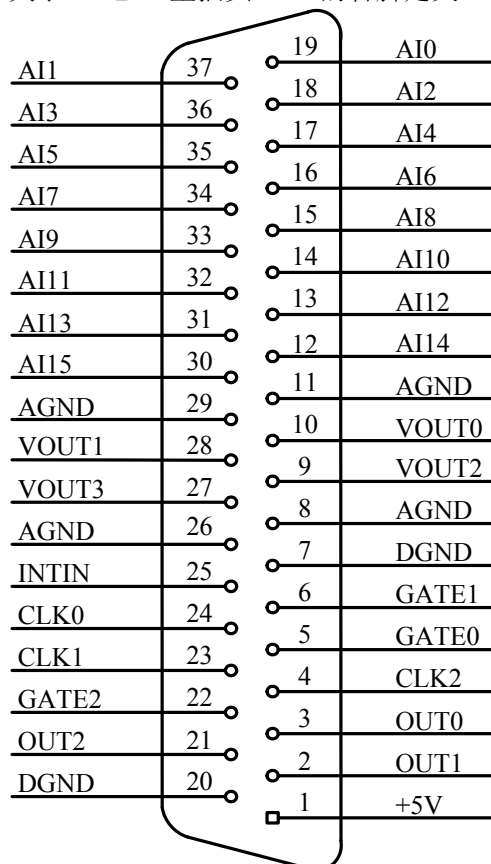 19 AI0
AI1 37
18 AI2
AI3 36
17 AI4
AI5 35
16 AI6
AI7 34
15 AI8
AI9 33
14 AI10
AI11 32
13 AI12
AI13 31
12 AI14
AI15 30
11 AGND
AGND 29
10 VOUT0
VOUT1 28
9 VOUT2
VOUT3 27
8 AGND
AGND 26
7 DGND
INTIN 25
6 GATE1
CLK0 24
5 GATE0
CLK1 23
4 CLK2
GATE2 22
3 OUT0
OUT2 21
2 OUT1
DGND 20
1 +5V